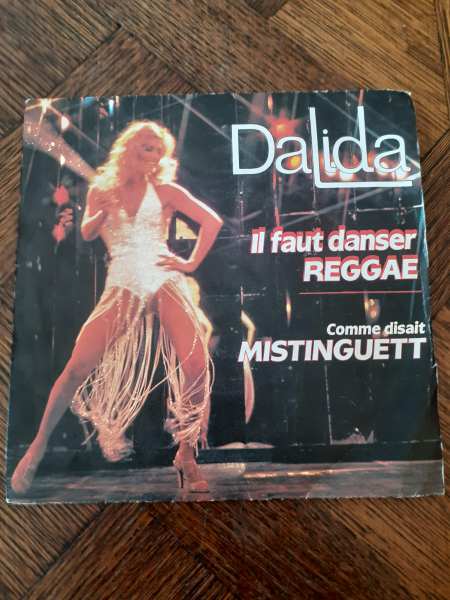 Dalida
Il faut danser
REGGAE
Comme disait
MISTINGUETT